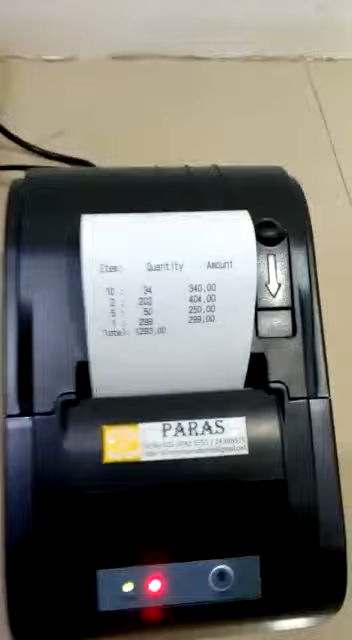 Item: Quantity Amount
10 : 34 340.00
2 : 202 404.00
5 : 50 250.00
1 : 299 299.00
Total: 1293.00
PARAS